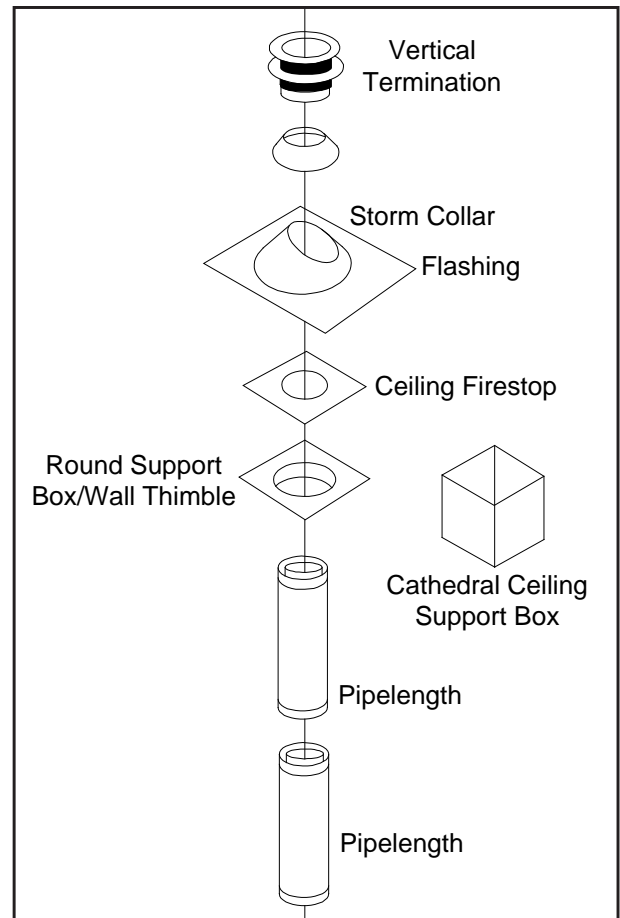 Vertical
Termination
Storm Collar
Flashing
Ceiling Firestop
Round Support
Box/Wall Thimble
Cathedral Ceiling
Support Box
Pipelength
Pipelength